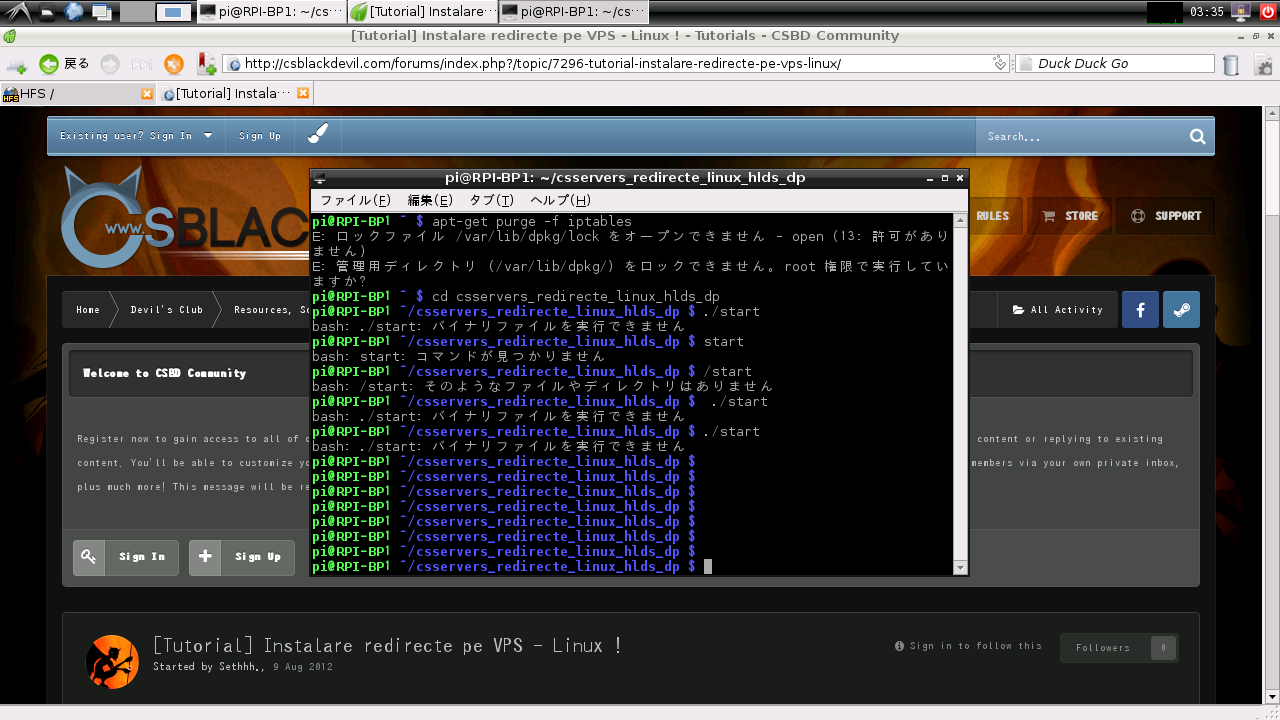 pi@RPI-BP1: ~/cs···
[Tutorial] Instalare···
pi@RPI-BP1: ~/cs···
03:35
[Tutorial] Instalare redirecte pe VPS - Linux ! - Tutorials - CSBD Community
戻る
http://csblackdevil.com/forums/index.php?/topic/7296-tutorial-instalare-redirecte-pe-vps-linux/
Duck Duck Go
HFS /
[Tutorial] Instala···
Existing user? Sign In
Sign Up
Search...
CSBLAC
RULES
STORE
SUPPORT
pi@RPI-BP1: ~/csservers_redirecte_linux_hlds_dp
ファイル(F) 編集(E) タブ(T) ヘルプ(H)
pi@RPI-BP1 ~ $ apt-get purge -f iptables
E: ロックファイル /var/lib/dpkg/lock をオープンできません - open (13: 許可があり
ません)
E: 管理用ディレクトリ (/var/lib/dpkg/) をロックできません。root 権限で実行してい
ますか?
pi@RPI-BP1 ~ $ cd csservers_redirecte_linux_hlds_dp
pi@RPI-BP1 ~/csservers_redirecte_linux_hlds_dp $ ./start
bash: ./start: バイナリファイルを実行できません
pi@RPI-BP1 ~/csservers_redirecte_linux_hlds_dp $ start
bash: start: コマンドが見つかりません
pi@RPI-BP1 ~/csservers_redirecte_linux_hlds_dp $ /start
bash: /start: そのようなファイルやディレクトリはありません
pi@RPI-BP1 ~/csservers_redirecte_linux_hlds_dp $  ./start
bash: ./start: バイナリファイルを実行できません
pi@RPI-BP1 ~/csservers_redirecte_linux_hlds_dp $ ./start
bash: ./start: バイナリファイルを実行できません
pi@RPI-BP1 ~/csservers_redirecte_linux_hlds_dp $
pi@RPI-BP1 ~/csservers_redirecte_linux_hlds_dp $
pi@RPI-BP1 ~/csservers_redirecte_linux_hlds_dp $
pi@RPI-BP1 ~/csservers_redirecte_linux_hlds_dp $
pi@RPI-BP1 ~/csservers_redirecte_linux_hlds_dp $
pi@RPI-BP1 ~/csservers_redirecte_linux_hlds_dp $
pi@RPI-BP1 ~/csservers_redirecte_linux_hlds_dp $
pi@RPI-BP1 ~/csservers_redirecte_linux_hlds_dp $
Home
Devil's Club
Resources, So
All Activity
Welcome to CSBD Community
Register now to gain access to all of o
content or replying to existing
content. You'll be able to customize yo
members via your own private inbox,
plus much more! This message will be re
Sign In
Sign Up
[Tutorial] Instalare redirecte pe VPS - Linux !
Started by Sethhh., 9 Aug 2012
Sign in to follow this
Followers 0